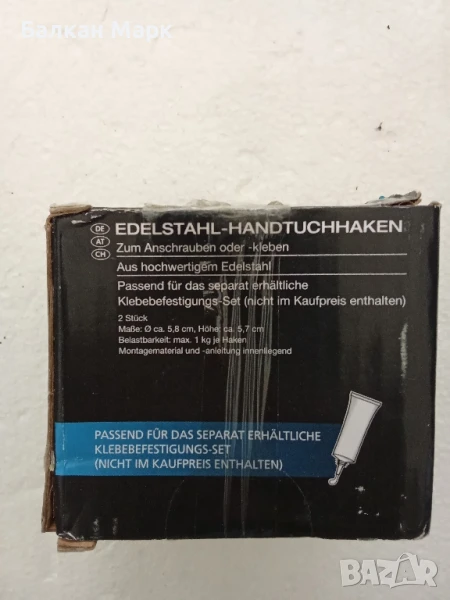 Балкан Марк
DE
AT
CH
EDELSTAHL-HANDTUCHHAKEN
Zum Anschrauben oder -kleben
Aus hochwertigem Edelstahl
Passend für das separat erhältliche
Klebebefestigungs-Set (nicht im Kaufpreis enthalten)
2 Stück
Maße: Ø ca. 5,8 cm, Höhe: ca. 5,7 cm
Belastbarkeit: max. 1 kg je Haken
Montagematerial und -anleitung innenliegend
PASSEND FÜR DAS SEPARAT ERHÄLTLICHE
KLEBEBEFESTIGUNGS-SET
(NICHT IM KAUFPREIS ENTHALTEN)
BAZAR